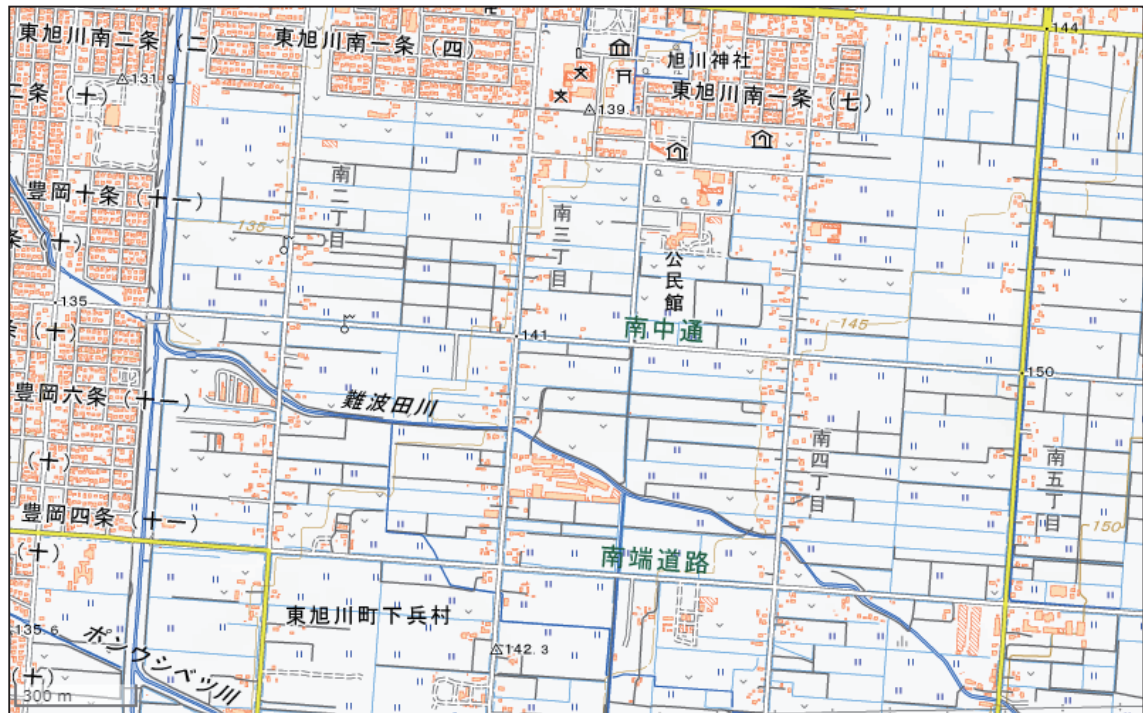 東旭川南二条(二)
東旭川南一条(四)
144
旭川神社
131.9
二条(十)
139.1
東旭川南一条(七)
南二丁目
豊岡十条(十一)
南三丁目
135
条(十)
公民館
135
条(十)
141
南中通
145
150
豊岡六条(十一)
難波田川
(十)
南四丁目
南五丁目
豊岡四条(十一)
150
(十)
南端道路
東旭川町下兵村
135.6
ポンウシベツ川
142.3
(十)
300 m